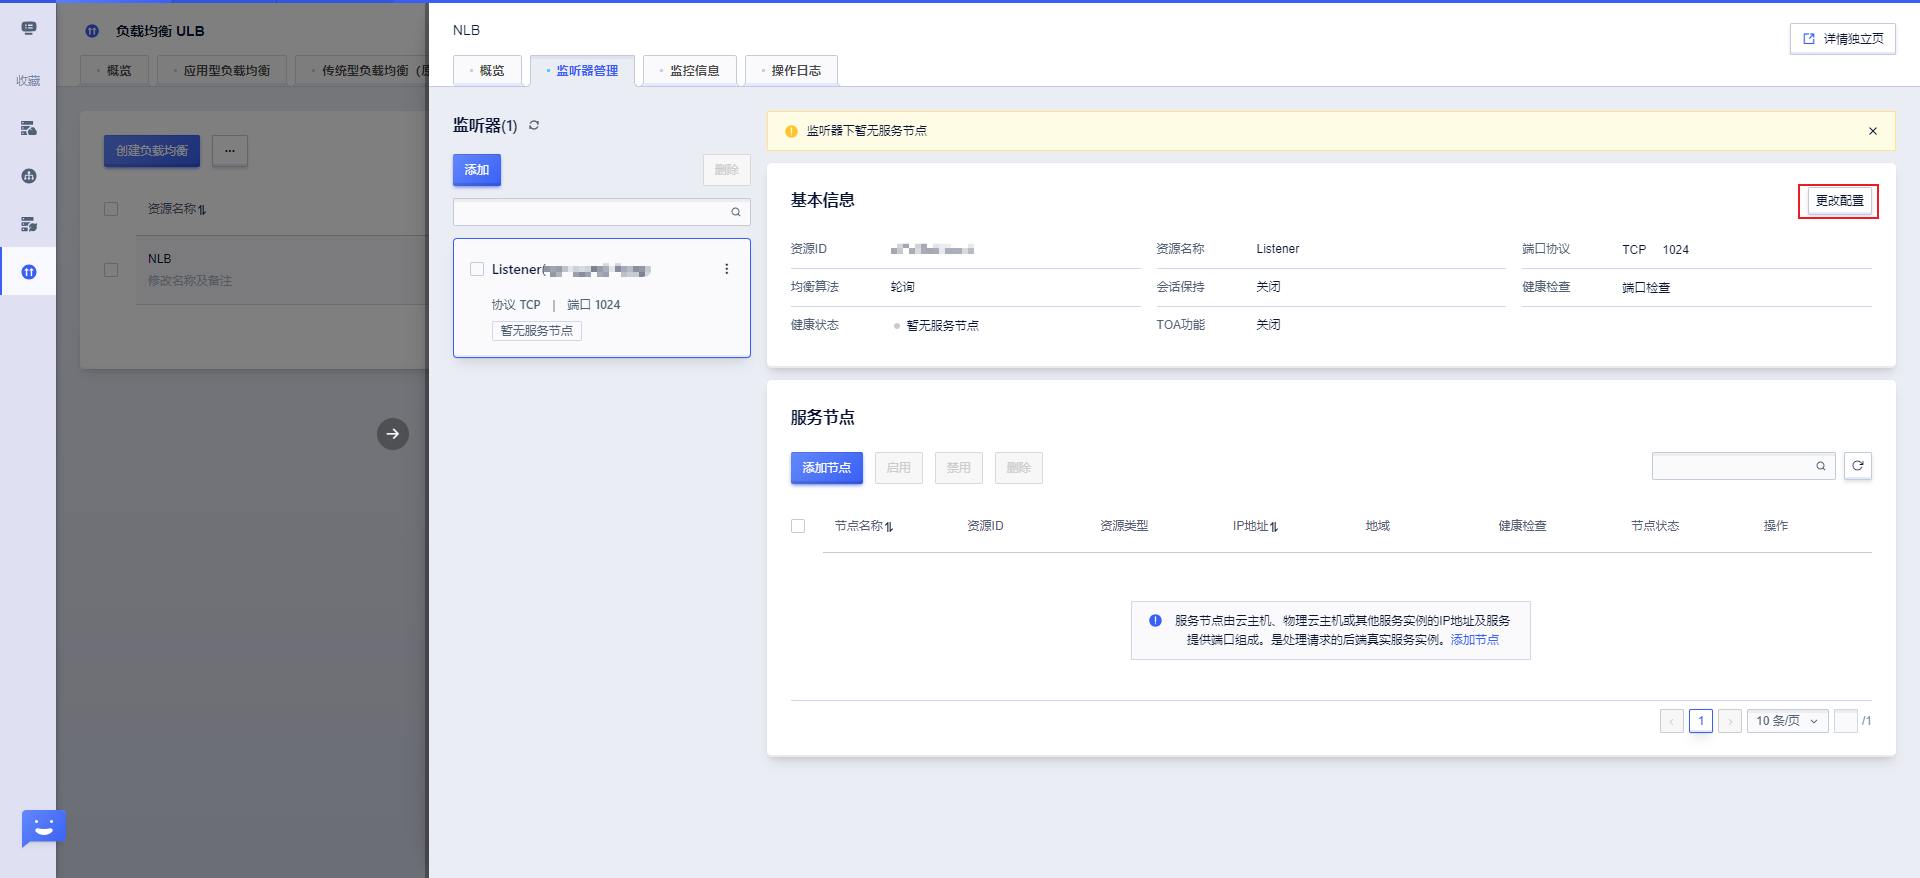 收藏
负载均衡 ULB
概览
应用型负载均衡
传统型负载均衡（原
创建负载均衡
...
资源名称
NLB
修改名称及备注
NLB
详情独立页
概览
监听器管理
监控信息
操作日志
监听器(1)
添加
删除
Listener(
协议 TCP | 端口 1024
暂无服务节点
监听器下暂无服务节点
基本信息
更改配置
资源ID
资源名称 Listener
端口协议 TCP 1024
均衡算法 轮询
会话保持 关闭
健康检查 端口检查
健康状态 暂无服务节点
TOA功能 关闭
服务节点
添加节点
启用
禁用
删除
节点名称 资源ID 资源类型 IP地址 地域 健康检查 节点状态 操作
服务节点由云主机、物理云主机或其他服务实例的IP地址及服务
提供端口组成。是处理请求的后端真实服务实例。添加节点
1
10 条/页
/1